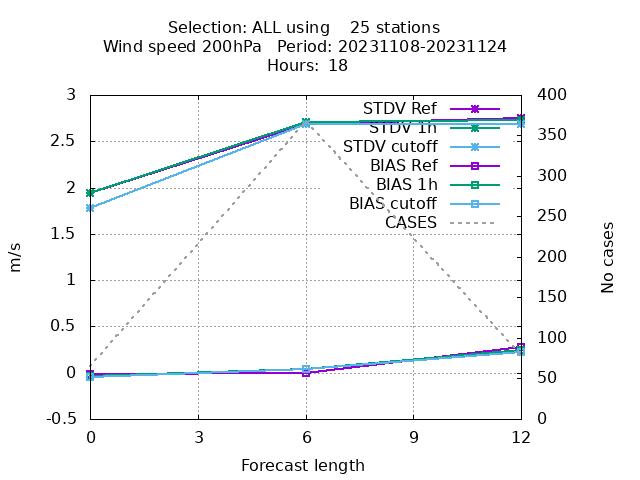 Selection: ALL using 25 stations
Wind speed 200hPa Period: 20231108-20231124
Hours: 18
3
2.5
2
1.5
1
0.5
0
-0.5
m/s
400
350
300
250
200
150
100
50
0
No cases
STDV Ref
STDV 1h
STDV cutoff
BIAS Ref
BIAS 1h
BIAS cutoff
CASES
0 3 6 9 12
Forecast length